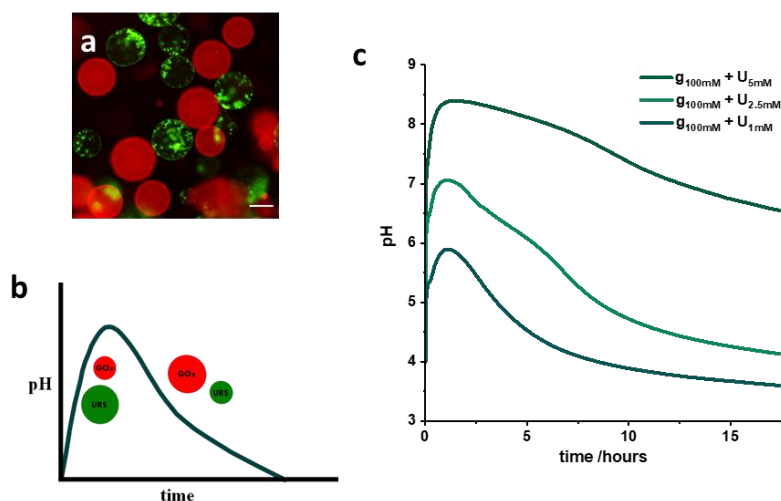 a
b
pH
GOx
URS
GOx
URS
time
c
g100mM + U5mM
g100mM + U2.5mM
g100mM + U1mM
pH
9
8
7
6
5
4
3
0
5
10
15
time /hours